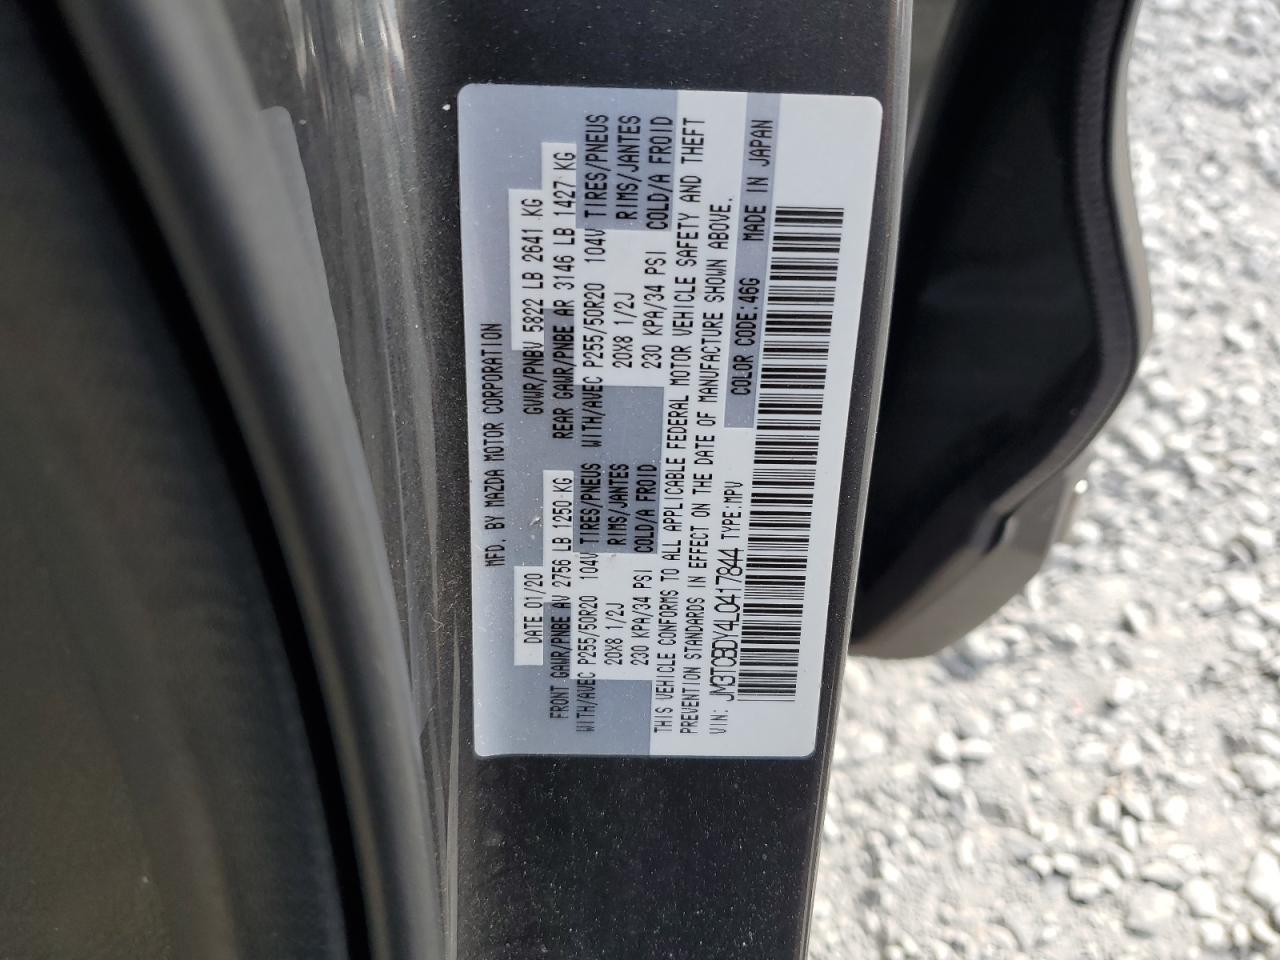 MFD. BY MAZDA MOTOR CORPORATION
DATE 01/20 GVWR/PNBV 5822 LB 2641 KG
FRONT GAWR/PNBE AV 2756 LB 1250 KG REAR GAWR/PNBE AR 3146 LB 1427 KG
WITH/AVEC P255/50R20 104V TIRES/PNEUS WITH/AVEC P255/50R20 104V TIRES/PNEUS
20X8 1/2J RIMS/JANTES 20X8 1/2J RIMS/JANTES
230 KPA/34 PSI COLD/A FROID 230 KPA/34 PSI COLD/A FROID
THIS VEHICLE CONFORMS TO ALL APPLICABLE FEDERAL MOTOR VEHICLE SAFETY AND THEFT
PREVENTION STANDARDS IN EFFECT ON THE DATE OF MANUFACTURE SHOWN ABOVE.
VIN: JM3TCBDY4L0417844 TYPE:MPV COLOR CODE:46G MADE IN JAPAN